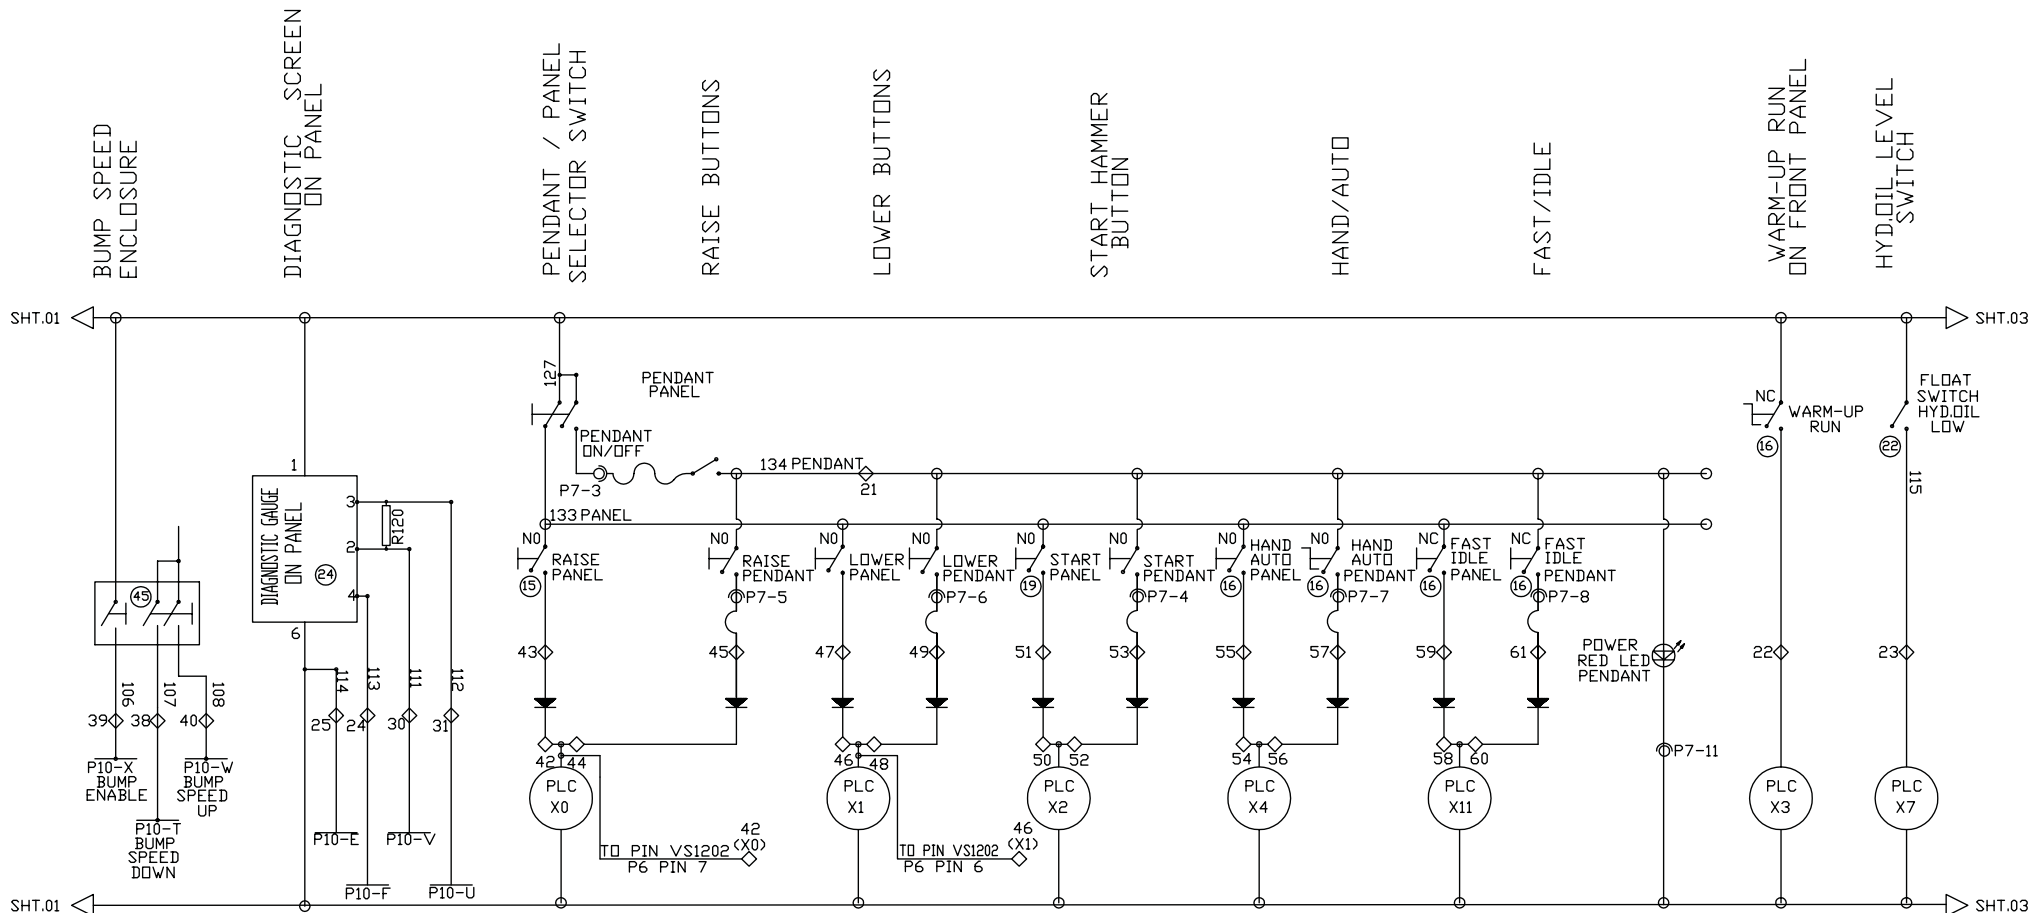 BUMP SPEED
ENCLOSURE
DIAGNOSTIC SCREEN
ON PANEL
PENDANT / PANEL
SELECTOR SWITCH
RAISE BUTTONS
LOWER BUTTONS
START HAMMER
BUTTON
HAND/AUTO
FAST/IDLE
WARM-UP RUN
ON FRONT PANEL
HYD.OIL LEVEL
SWITCH
SHT.01
SHT.03
127
PENDANT
PANEL
PENDANT
ON/OFF
P7-3
134 PENDANT
21
133 PANEL
NC
WARM-UP
RUN
16
FLOAT
SWITCH
HYD.OIL
LOW
22
115
1
DIAGNOSTIC GAUGE
ON PANEL
24
3
2
4
6
R120
45
NO
RAISE
PANEL
15
NO
RAISE
PENDANT
P7-5
NO
LOWER
PANEL
NO
LOWER
PENDANT
P7-6
NO
START
PANEL
19
NO
START
PENDANT
P7-4
NO
HAND
AUTO
PANEL
16
NO
HAND
AUTO
PENDANT
16
P7-7
NC
FAST
IDLE
PANEL
16
NC
FAST
IDLE
PENDANT
16
P7-8
POWER
RED LED
PENDANT
43
45
47
49
51
53
55
57
59
61
22
23
106
107
108
114
113
111
112
39
38
40
25
24
30
31
42
44
46
48
50
52
54
56
58
60
P7-11
P10-X
BUMP
ENABLE
P10-W
BUMP
SPEED
UP
P10-T
BUMP
SPEED
DOWN
P10-E
P10-V
P10-F
P10-U
PLC
X0
PLC
X1
PLC
X2
PLC
X4
PLC
X11
PLC
X3
PLC
X7
42
(X0)
TO PIN VS1202
P6 PIN 7
46
(X1)
TO PIN VS1202
P6 PIN 6
SHT.01
SHT.03